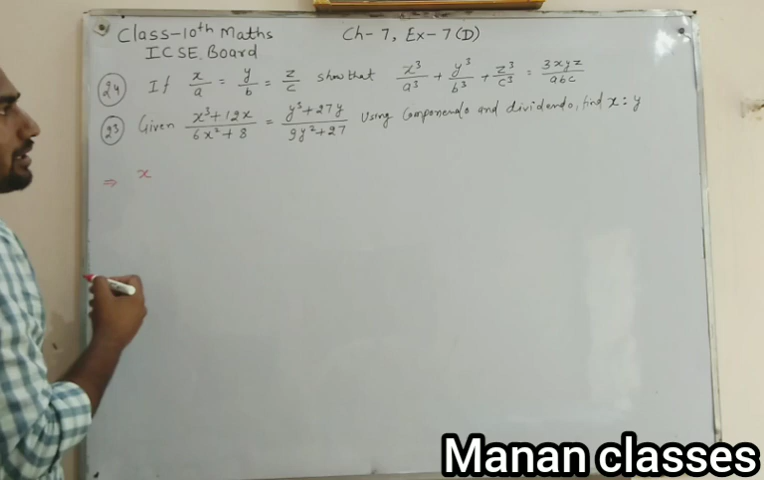 Class-10th Maths Ch-7, Ex-7(D)
ICSE Board
(24) If x/a = y/b = z/c show that x³/a³ + y³/b³ + z³/c³ = 3xyz/abc
(23) Given x³+12x/6x²+8 = y³+27y/9y²+27 Using Componendo and dividendo, find x:y
⇒ x
Manan classes